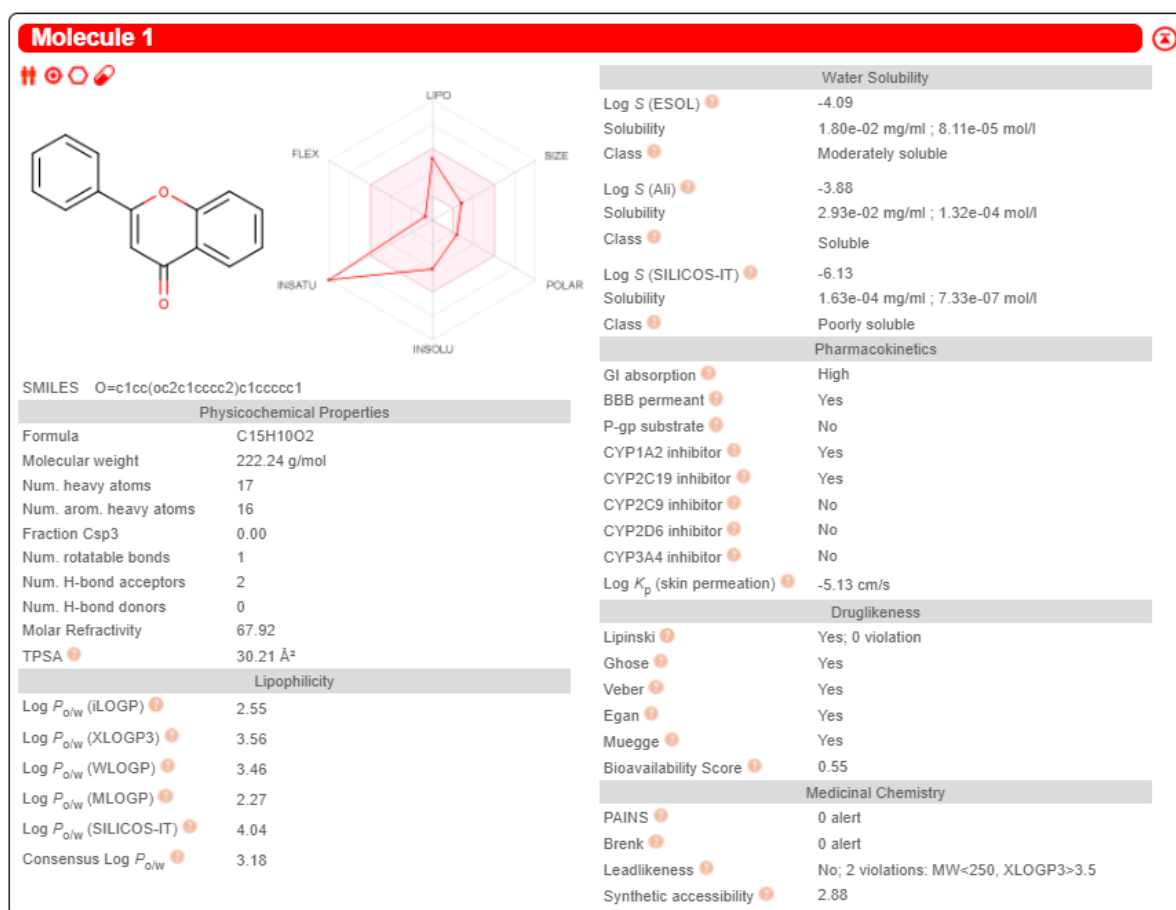 Molecule 1
LIPO
FLEX
SIZE
O
O
INSATU
POLAR
INSOLU
SMILES O=c1cc(oc2c1cccc2)c1ccccc1
Physicochemical Properties
Formula C15H10O2
Molecular weight 222.24 g/mol
Num. heavy atoms 17
Num. arom. heavy atoms 16
Fraction Csp3 0.00
Num. rotatable bonds 1
Num. H-bond acceptors 2
Num. H-bond donors 0
Molar Refractivity 67.92
TPSA ? 30.21 Å²
Lipophilicity
Log Po/w (iLOGP) ? 2.55
Log Po/w (XLOGP3) ? 3.56
Log Po/w (WLOGP) ? 3.46
Log Po/w (MLOGP) ? 2.27
Log Po/w (SILICOS-IT) ? 4.04
Consensus Log Po/w ? 3.18
Water Solubility
Log S (ESOL) ? -4.09
Solubility 1.80e-02 mg/ml ; 8.11e-05 mol/l
Class ? Moderately soluble
Log S (Ali) ? -3.88
Solubility 2.93e-02 mg/ml ; 1.32e-04 mol/l
Class ? Soluble
Log S (SILICOS-IT) ? -6.13
Solubility 1.63e-04 mg/ml ; 7.33e-07 mol/l
Class ? Poorly soluble
Pharmacokinetics
GI absorption ? High
BBB permeant ? Yes
P-gp substrate ? No
CYP1A2 inhibitor ? Yes
CYP2C19 inhibitor ? Yes
CYP2C9 inhibitor ? No
CYP2D6 inhibitor ? No
CYP3A4 inhibitor ? No
Log Kp (skin permeation) ? -5.13 cm/s
Druglikeness
Lipinski ? Yes; 0 violation
Ghose ? Yes
Veber ? Yes
Egan ? Yes
Muegge ? Yes
Bioavailability Score ? 0.55
Medicinal Chemistry
PAINS ? 0 alert
Brenk ? 0 alert
Leadlikeness ? No; 2 violations: MW<250, XLOGP3>3.5
Synthetic accessibility ? 2.88